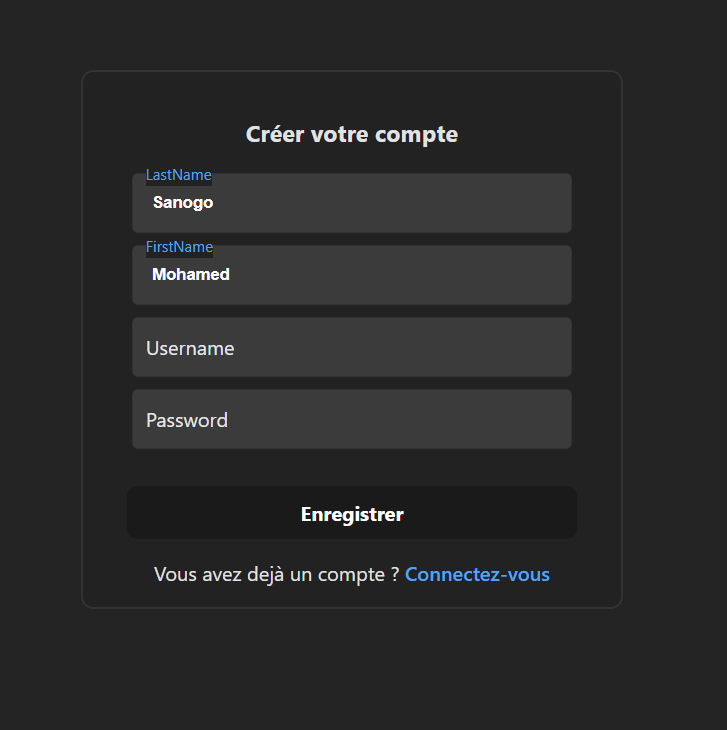 Créer votre compte
LastName
Sanogo
FirstName
Mohamed
Username
Password
Enregistrer
Vous avez dejà un compte ? Connectez-vous